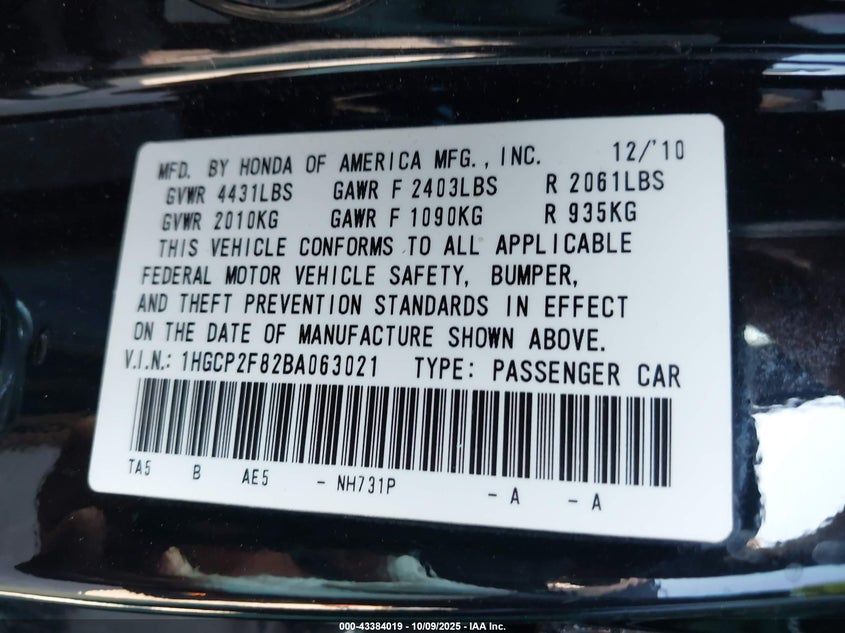 MFD. BY HONDA OF AMERICA MFG., INC. 12/'10
GVWR 4431LBS GAWR F 2403LBS R 2061LBS
GVWR 2010KG GAWR F 1090KG R 935KG
THIS VEHICLE CONFORMS TO ALL APPLICABLE
FEDERAL MOTOR VEHICLE SAFETY, BUMPER,
AND THEFT PREVENTION STANDARDS IN EFFECT
ON THE DATE OF MANUFACTURE SHOWN ABOVE.
V.I.N.: 1HGCP2F82BA063021 TYPE: PASSENGER CAR
TA5 B AE5 - NH731P - A - A
000-43384019 - 10/09/2025 - IAA Inc.